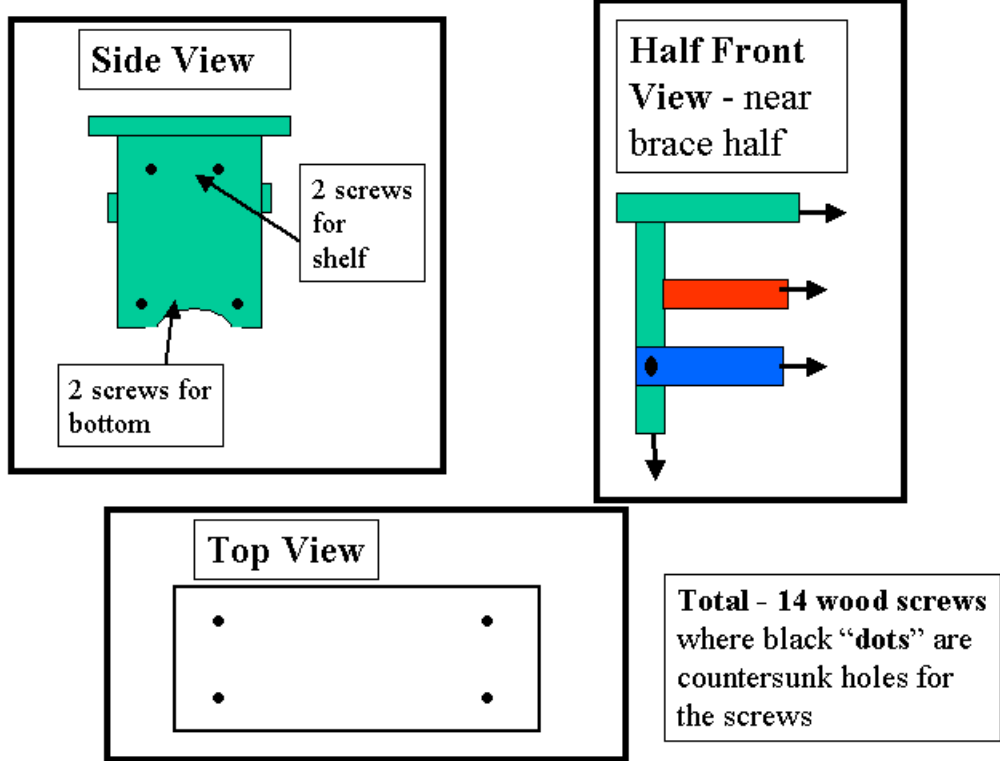 Side View
2 screws
for
shelf
2 screws for
bottom
Half Front
View - near
brace half
Top View
Total - 14 wood screws
where black “dots” are
countersunk holes for
the screws